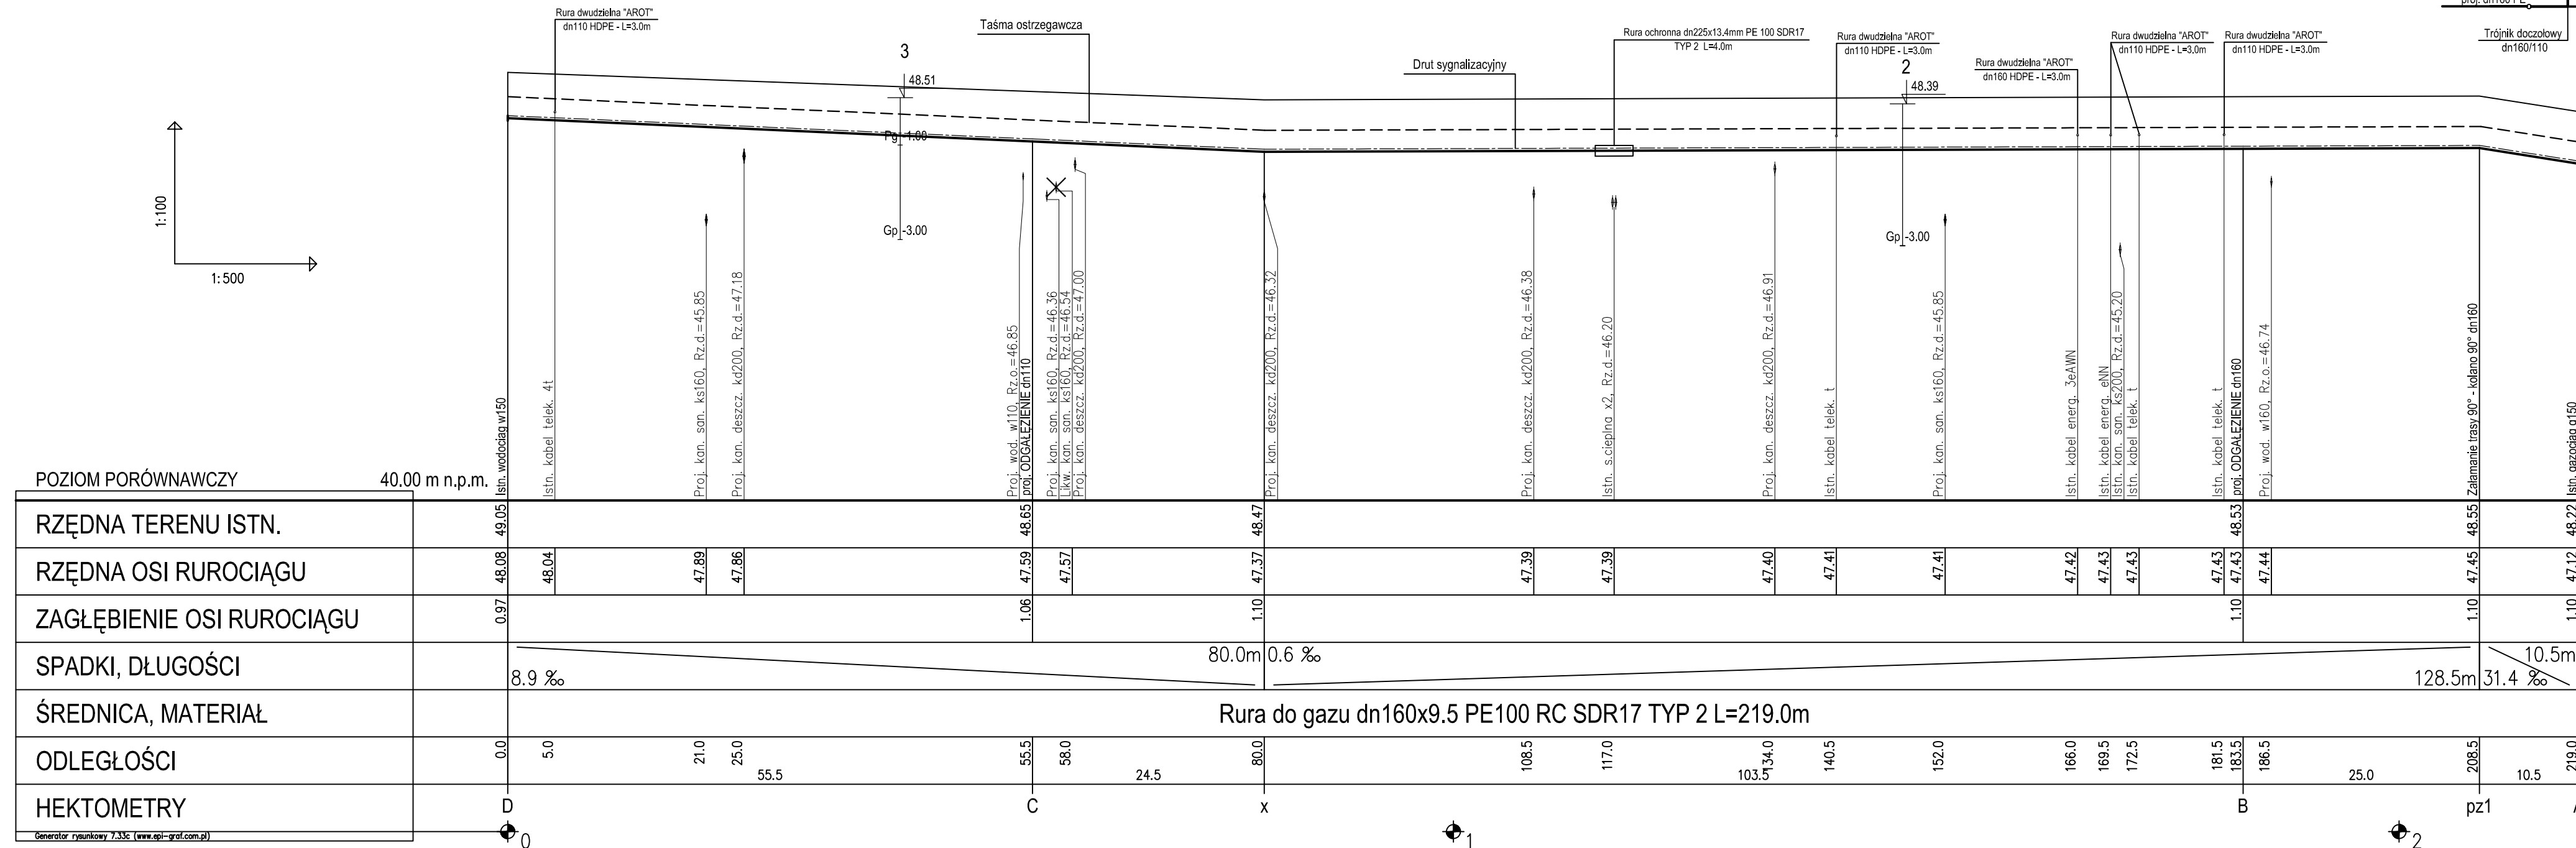 Rura dwudzielna "AROT"
dn110 HDPE - L=3.0m
3
48.51
Taśma ostrzegawcza
Drut sygnalizacyjny
Rura ochronna dn225x13.4mm PE 100 SDR17
TYP 2 L=4.0m
Rura dwudzielna "AROT"
dn110 HDPE - L=3.0m
2
48.39
Rura dwudzielna "AROT"
dn160 HDPE - L=3.0m
Rura dwudzielna "AROT"
dn110 HDPE - L=3.0m
Rura dwudzielna "AROT"
dn110 HDPE - L=3.0m
Trójnik doczołowy
dn160/110
Pg -1.00
Gp -3.00
Gp -3.00
1:100
1:500
Istn. wodociąg w150
Istn. kabel telek. 4t
Proj. kan. san. ks160, Rz.d.=45.85
Proj. kan. deszcz. kd200, Rz.d.=47.18
Proj. wod. w110, Rz.o.=46.85
proj. ODGAŁĘZIENIE dn110
Proj. kan. san. ks160, Rz.d.=46.36
Likw. kan. san. ks160, Rz.d.=46.54
Proj. kan. deszcz. kd200, Rz.d.=47.00
Proj. kan. deszcz. kd200, Rz.d.=46.32
Proj. kan. deszcz. kd200, Rz.d.=46.38
Istn. s.cieplna x2, Rz.d.=46.20
Proj. kan. deszcz. kd200, Rz.d.=46.91
Istn. kabel telek. t
Proj. kan. san. ks160, Rz.d.=45.85
Istn. kabel energ. 3eAWN
Istn. kabel energ. eNN
Istn. kan. san. ks200, Rz.d.=45.20
Istn. kabel telek. t
Istn. kabel telek. t
proj. ODGAŁĘZIENIE dn160
Proj. wod. w160, Rz.o.=46.74
Załamanie trasy 90° - kolano 90° dn160
Istn. gazociąg g150
POZIOM PORÓWNAWCZY 40.00 m n.p.m.
RZĘDNA TERENU ISTN. 49.05 48.65 48.47 48.53 48.55 48.22
RZĘDNA OSI RUROCIĄGU 48.08 48.04 47.89 47.86 47.59 47.57 47.37 47.39 47.39 47.40 47.41 47.41 47.42 47.43 47.43 47.43 47.43 47.44 47.45 47.12
ZAGŁĘBIENIE OSI RUROCIĄGU 0.97 1.06 1.10 1.10 1.10 1.10
SPADKI, DŁUGOŚCI 8.9 ‰ 80.0m 0.6 ‰ 128.5m 31.4 ‰ 10.5m
ŚREDNICA, MATERIAŁ Rura do gazu dn160x9.5 PE100 RC SDR17 TYP 2 L=219.0m
ODLEGŁOŚCI 0.0 5.0 21.0 25.0 55.5 58.0 80.0 108.5 117.0 134.0 140.5 152.0 166.0 169.5 172.5 181.5 183.5 186.5 208.5 219.0
55.5 24.5 103.5 25.0 10.5
HEKTOMETRY D C x B pz1
Generator rysunkowy 7.33c (www.epi-graf.com.pl)
0 1 2